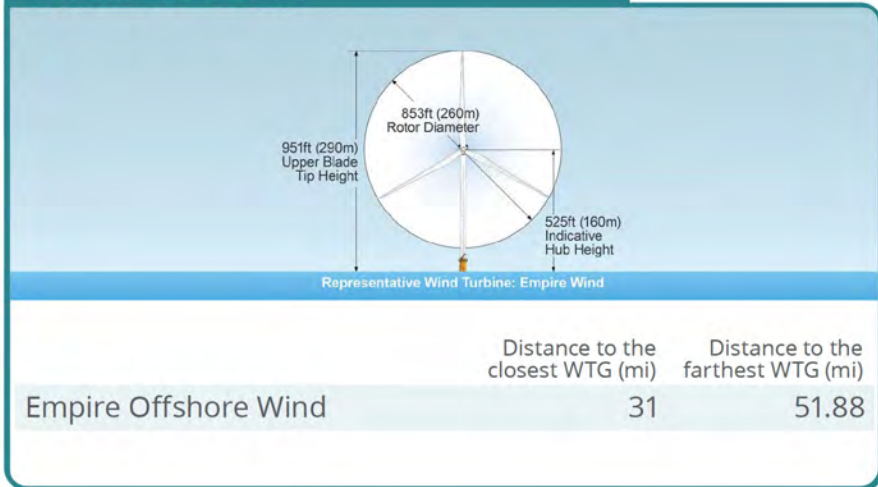 853ft (260m)
Rotor Diameter
951ft (290m)
Upper Blade
Tip Height
525ft (160m)
Indicative
Hub Height
Representative Wind Turbine: Empire Wind
Distance to the closest WTG (mi)
Distance to the farthest WTG (mi)
Empire Offshore Wind 31 51.88